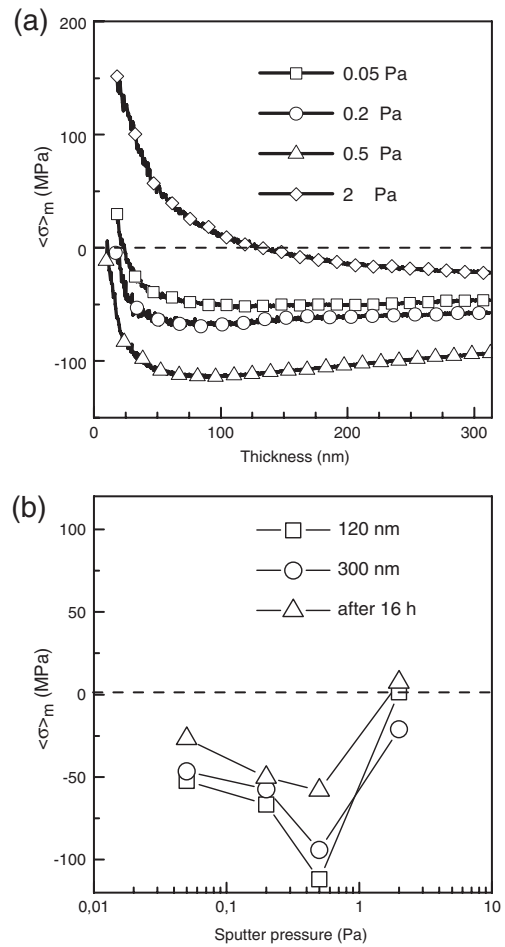 (a)
200
100
0
-100
<σ>m (MPa)
0.05 Pa
0.2 Pa
0.5 Pa
2 Pa
0 100 200 300
Thickness (nm)
(b)
100
50
0
-50
-100
<σ>m (MPa)
120 nm
300 nm
after 16 h
0,01 0,1 1 10
Sputter pressure (Pa)